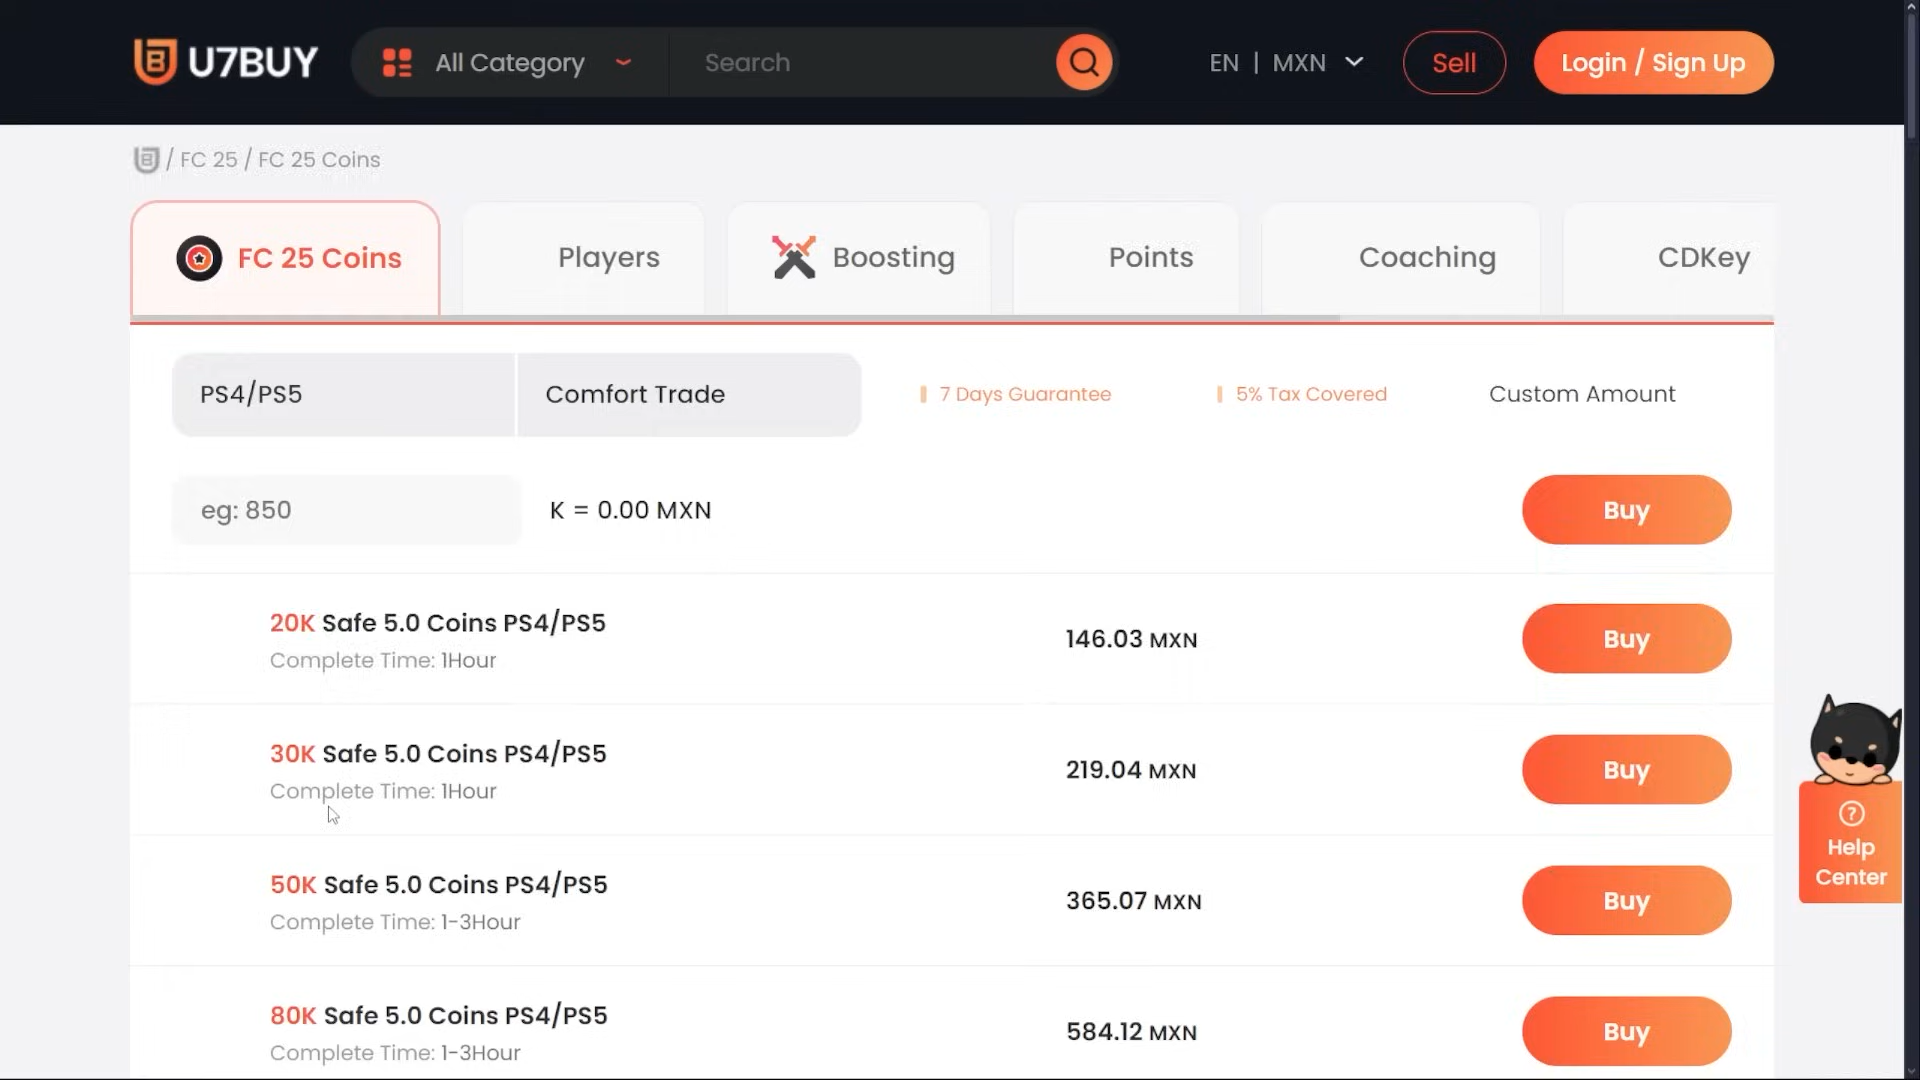 U7BUY
All Category
Search
EN | MXN
Sell
Login / Sign Up
/ FC 25 / FC 25 Coins
FC 25 Coins
Players
Boosting
Points
Coaching
CDKey
PS4/PS5
Comfort Trade
7 Days Guarantee
5% Tax Covered
Custom Amount
eg: 850
K = 0.00 MXN
Buy
20K Safe 5.0 Coins PS4/PS5
Complete Time: 1Hour
146.03 MXN
Buy
30K Safe 5.0 Coins PS4/PS5
Complete Time: 1Hour
219.04 MXN
Buy
50K Safe 5.0 Coins PS4/PS5
Complete Time: 1-3Hour
365.07 MXN
Buy
80K Safe 5.0 Coins PS4/PS5
Complete Time: 1-3Hour
584.12 MXN
Buy
?
Help
Center